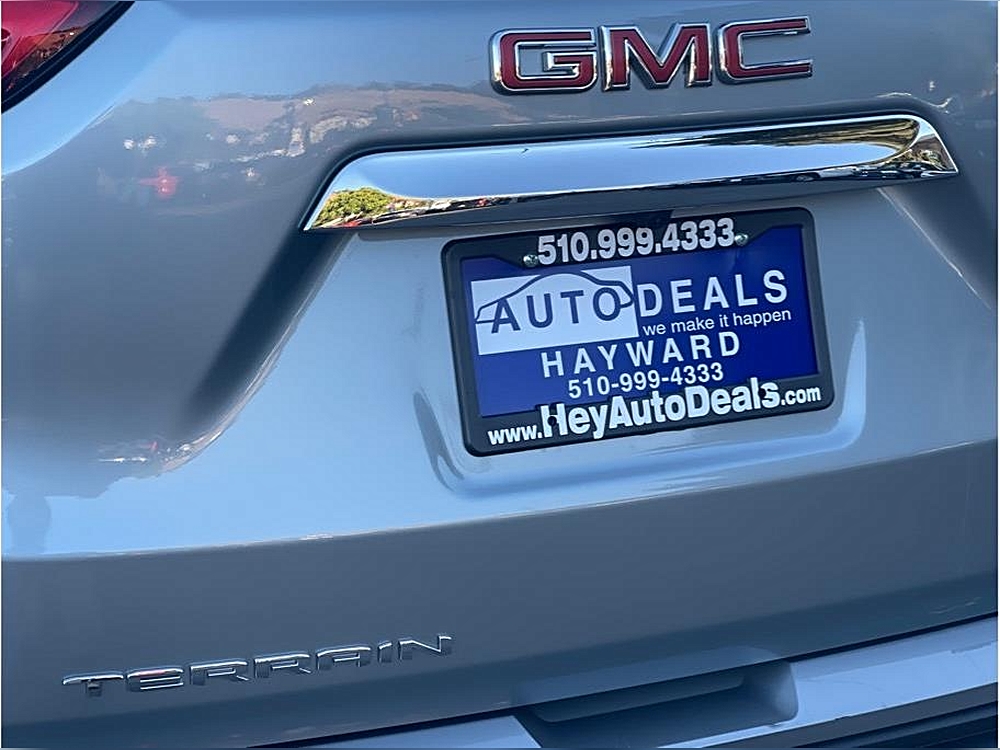 GMC
510.999.4333
AUTO DEALS
we make it happen
HAYWARD
510-999-4333
www.HeyAutoDeals.com
TERRAIN